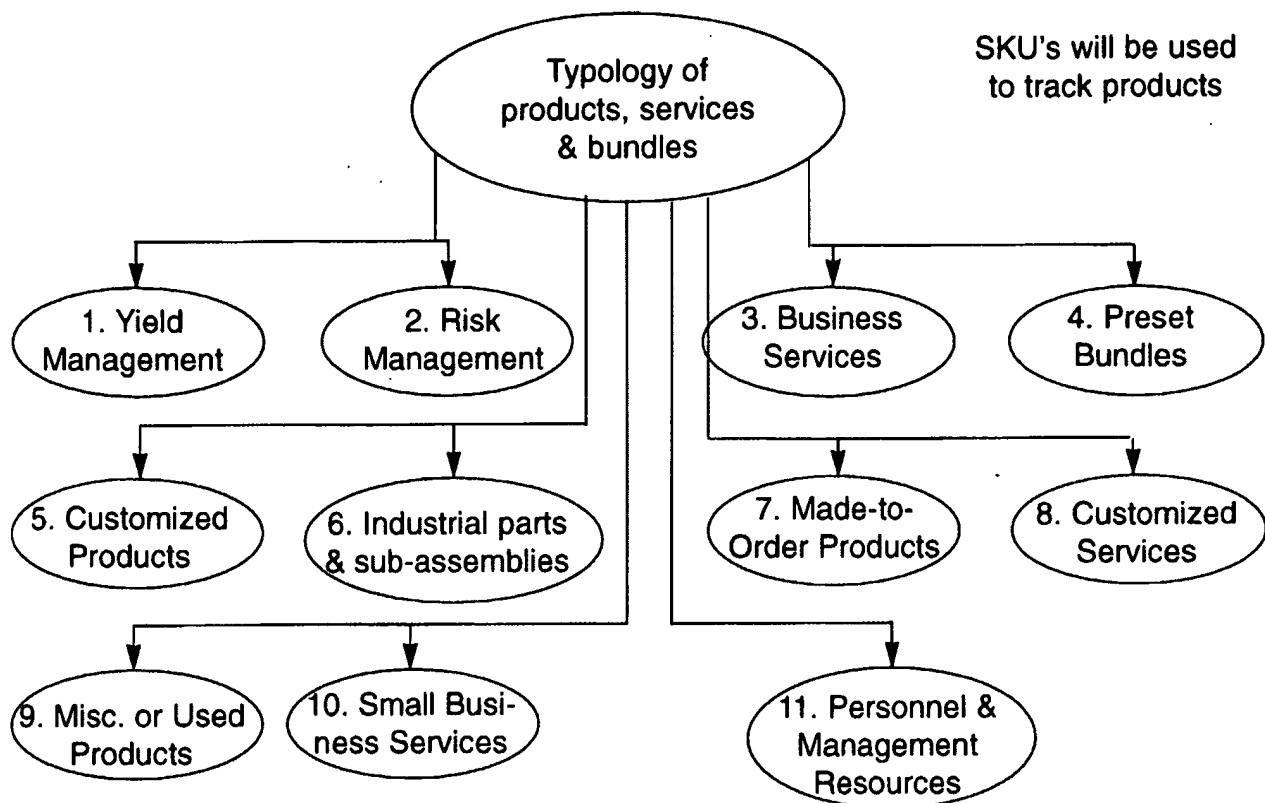 Typology of
products, services
& bundles
SKU's will be used
to track products
1. Yield
Management
2. Risk
Management
3. Business
Services
4. Preset
Bundles
5. Customized
Products
6. Industrial parts
& sub-assemblies
7. Made-to-
Order Products
8. Customized
Services
9. Misc. or Used
Products
10. Small Busi-
ness Services
11. Personnel &
Management
Resources